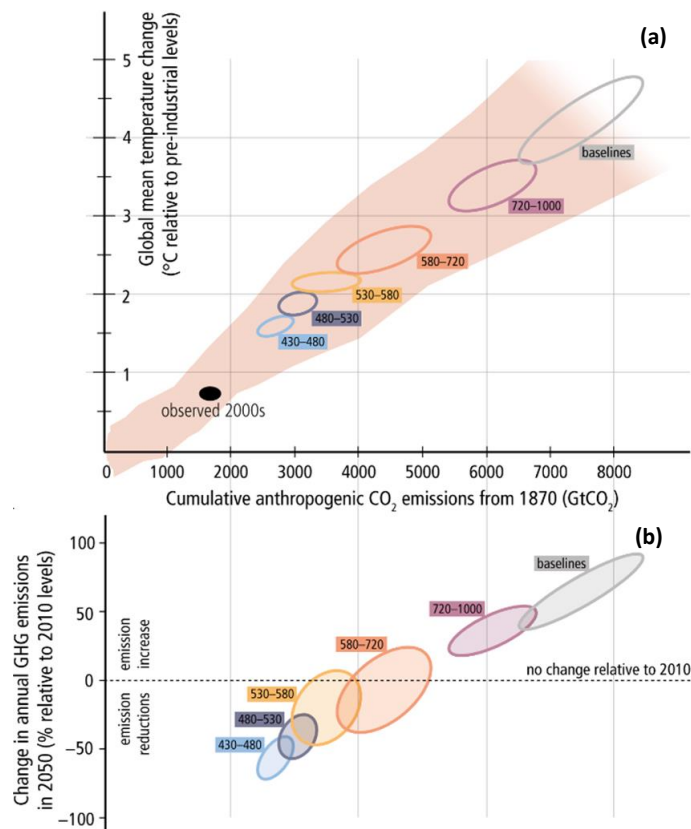 (a)
Global mean temperature change
(°C relative to pre-industrial levels)
5
4
3
2
1
baselines
720–1000
580–720
530–580
480–530
430–480
observed 2000s
0 1000 2000 3000 4000 5000 6000 7000 8000
Cumulative anthropogenic CO₂ emissions from 1870 (GtCO₂)
(b)
Change in annual GHG emissions
in 2050 (% relative to 2010 levels)
100
50
0
−50
−100
emission
increase
emission
reductions
baselines
720–1000
580–720
no change relative to 2010
530–580
480–530
430–480